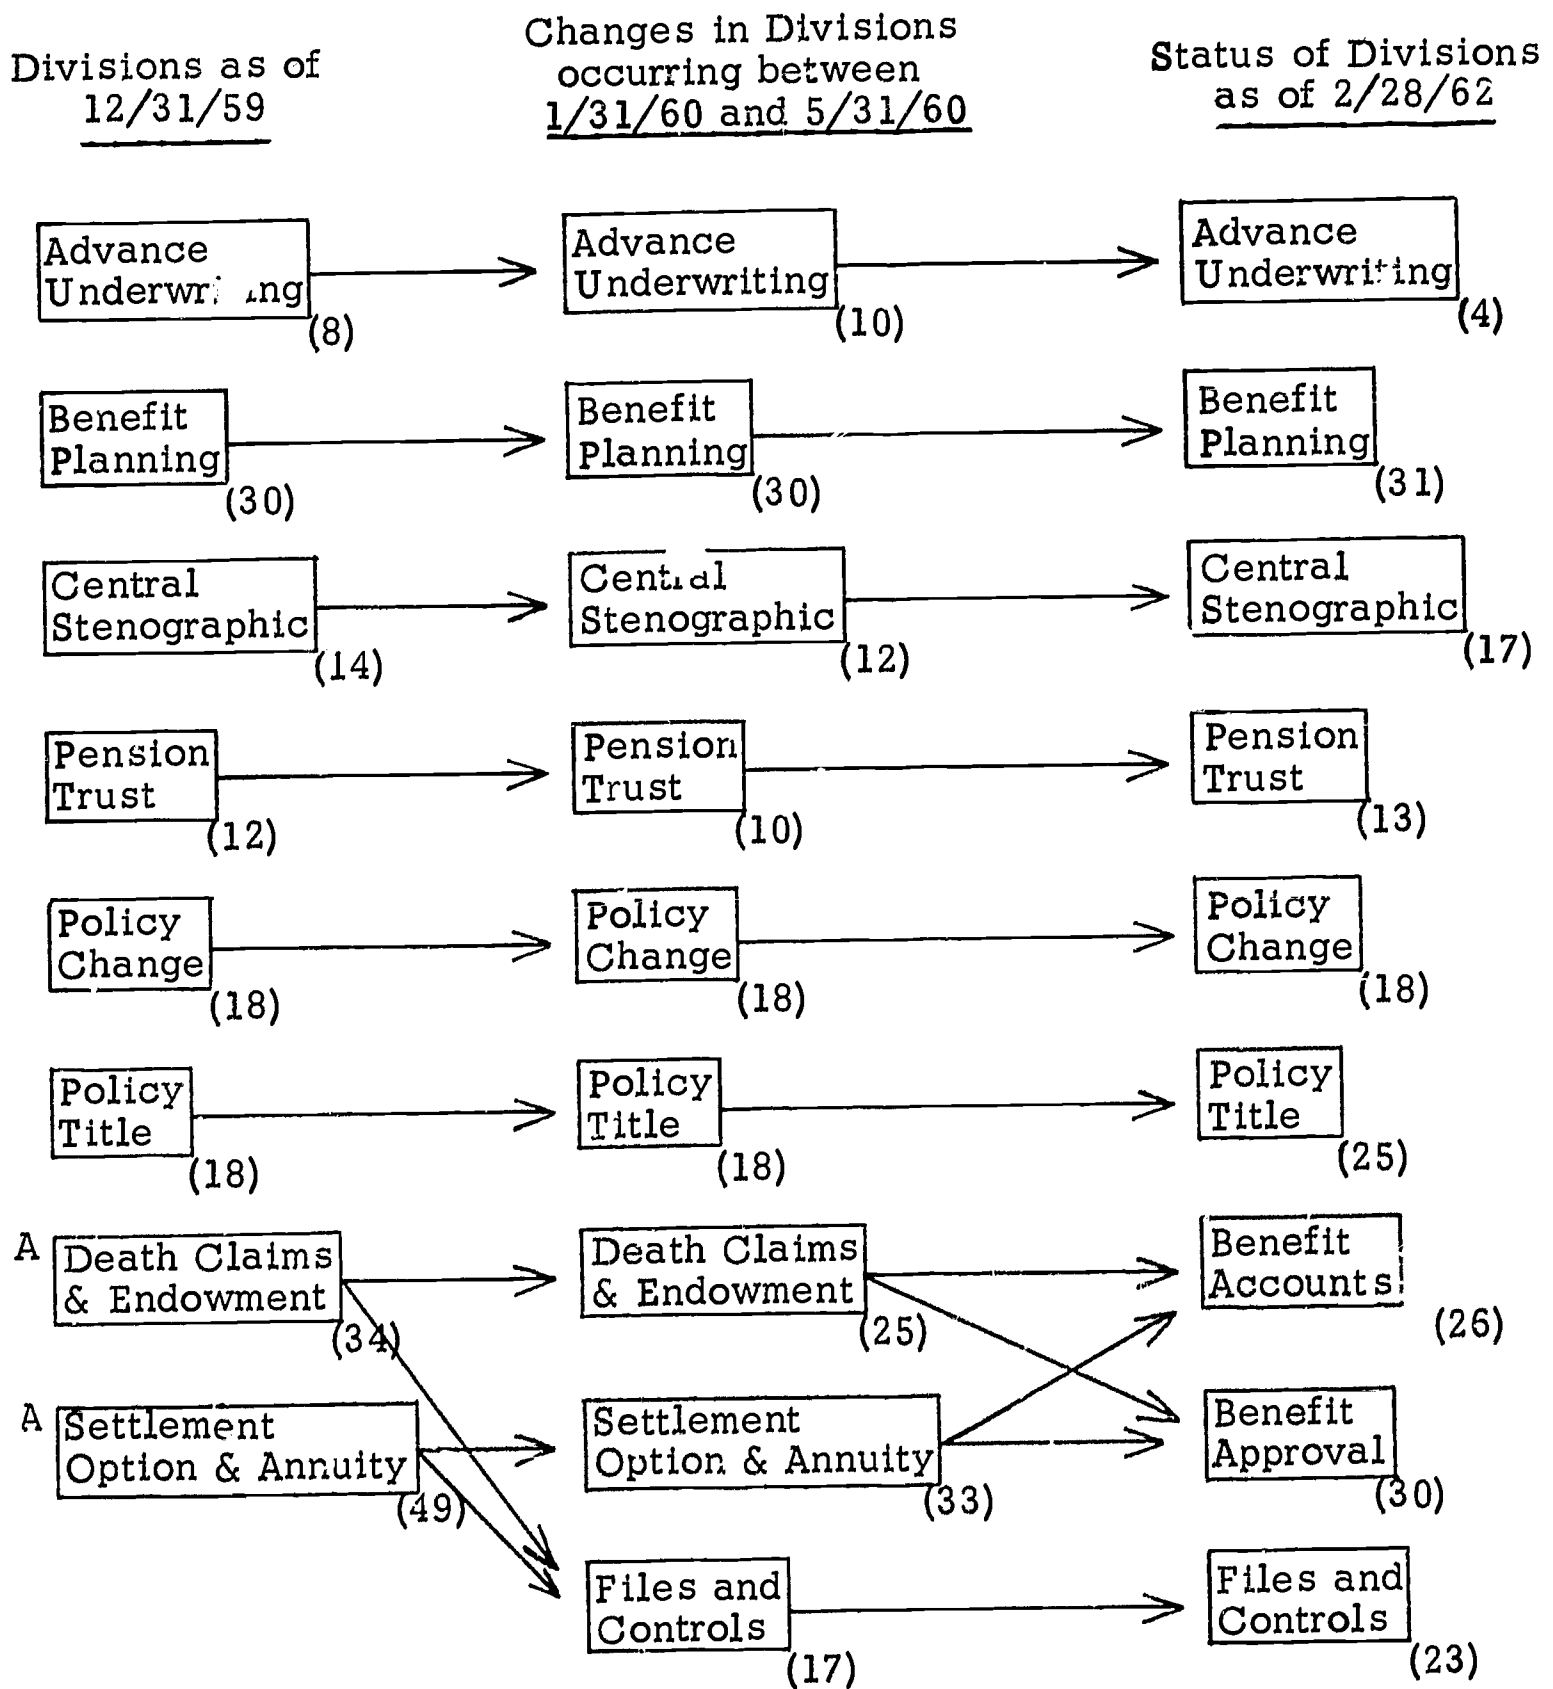 Divisions as of
12/31/59
Changes in Divisions
occurring between
1/31/60 and 5/31/60
Status of Divisions
as of 2/28/62
Advance
Underwriting
(8)
Advance
Underwriting
(10)
Advance
Underwriting
(4)
Benefit
Planning
(30)
Benefit
Planning
(30)
Benefit
Planning
(31)
Central
Stenographic
(14)
Central
Stenographic
(12)
Central
Stenographic
(17)
Pension
Trust
(12)
Pension
Trust
(10)
Pension
Trust
(13)
Policy
Change
(18)
Policy
Change
(18)
Policy
Change
(18)
Policy
Title
(18)
Policy
Title
(18)
Policy
Title
(25)
A
Death Claims
& Endowment
(34)
Death Claims
& Endowment
(25)
Benefit
Accounts
(26)
A
Settlement
Option & Annuity
(49)
Settlement
Option & Annuity
(33)
Benefit
Approval
(30)
Files and
Controls
(17)
Files and
Controls
(23)